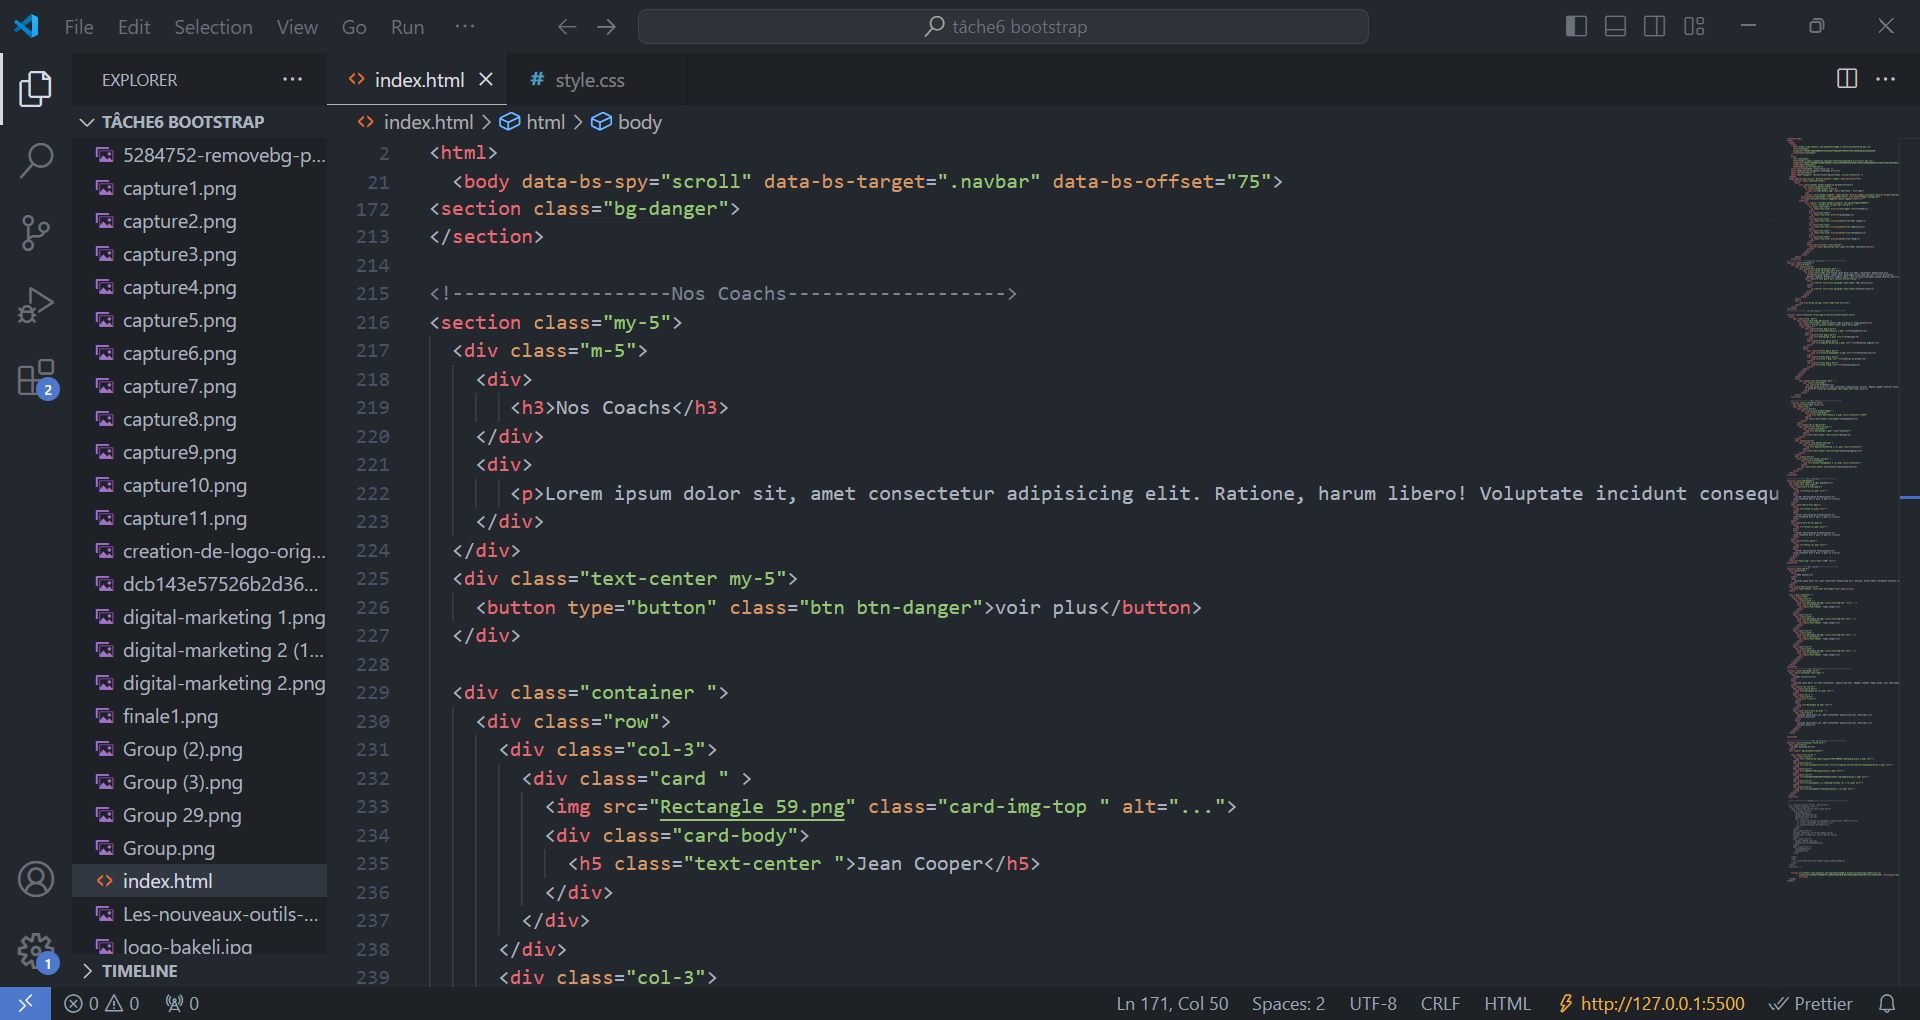 File Edit Selection View Go Run ···
tâche6 bootstrap
EXPLORER ···
TÂCHE6 BOOTSTRAP
5284752-removebg-p...
capture1.png
capture2.png
capture3.png
capture4.png
capture5.png
capture6.png
capture7.png
capture8.png
capture9.png
capture10.png
capture11.png
creation-de-logo-orig...
dcb143e57526b2d36...
digital-marketing 1.png
digital-marketing 2 (1...
digital-marketing 2.png
finale1.png
Group (2).png
Group (3).png
Group 29.png
Group.png
index.html
Les-nouveaux-outils-...
logo-bakeli.jpg
TIMELINE
2
1
index.html
# style.css
index.html > html > body
2 <html>
21 <body data-bs-spy="scroll" data-bs-target=".navbar" data-bs-offset="75">
172 <section class="bg-danger">
213 </section>
214
215 <!-------------------Nos Coachs------------------->
216 <section class="my-5">
217 <div class="m-5">
218 <div>
219 <h3>Nos Coachs</h3>
220 </div>
221 <div>
222 <p>Lorem ipsum dolor sit, amet consectetur adipisicing elit. Ratione, harum libero! Voluptate incidunt consequ
223 </div>
224 </div>
225 <div class="text-center my-5">
226 <button type="button" class="btn btn-danger">voir plus</button>
227 </div>
228
229 <div class="container ">
230 <div class="row">
231 <div class="col-3">
232 <div class="card " >
233 <img src="Rectangle 59.png" class="card-img-top " alt="...">
234 <div class="card-body">
235 <h5 class="text-center ">Jean Cooper</h5>
236 </div>
237 </div>
238 </div>
239 <div class="col-3">
0 0 0
Ln 171, Col 50 Spaces: 2 UTF-8 CRLF HTML http://127.0.0.1:5500 Prettier